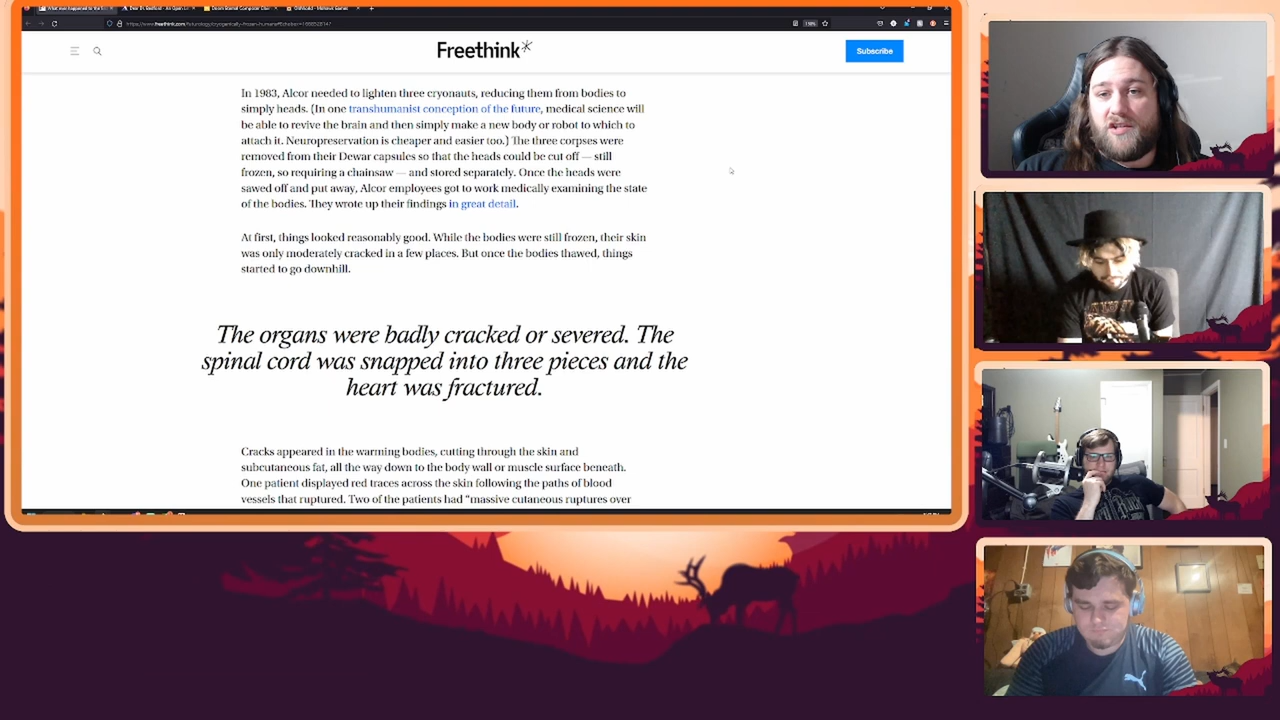 Freethink*
Subscribe
In 1983, Alcor needed to lighten three cryonauts, reducing them from bodies to
simply heads. (In one transhumanist conception of the future, medical science will
be able to revive the brain and then simply make a new body or robot to which to
attach it. Neuropreservation is cheaper and easier too.) The three corpses were
removed from their Dewar capsules so that the heads could be cut off — still
frozen, so requiring a chainsaw — and stored separately. Once the heads were
sawed off and put away, Alcor employees got to work medically examining the state
of the bodies. They wrote up their findings in great detail.
At first, things looked reasonably good. While the bodies were still frozen, their skin
was only moderately cracked in a few places. But once the bodies thawed, things
started to go downhill.
The organs were badly cracked or severed. The
spinal cord was snapped into three pieces and the
heart was fractured.
Cracks appeared in the warming bodies, cutting through the skin and
subcutaneous fat, all the way down to the body wall or muscle surface beneath.
One patient displayed red traces across the skin following the paths of blood
vessels that ruptured. Two of the patients had “massive cutaneous ruptures over